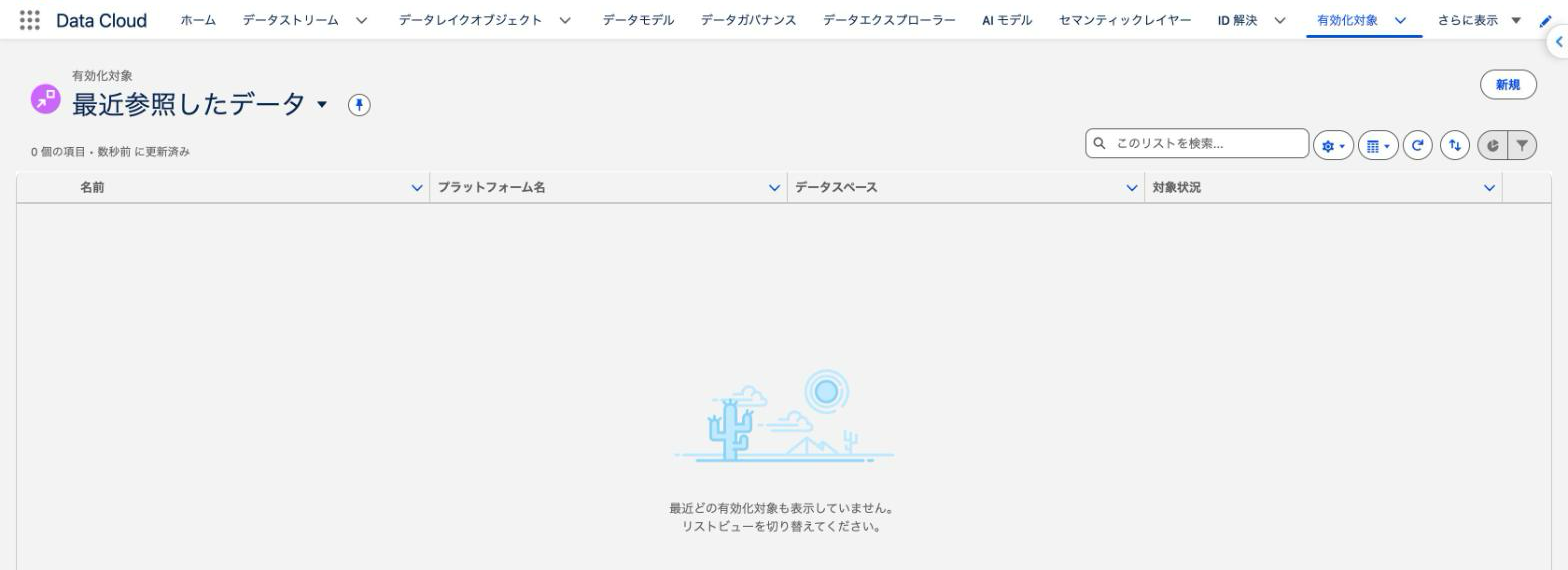 Data Cloud ホーム データストリーム データレイクオブジェクト データモデル データガバナンス データエクスプローラー AI モデル セマンティックレイヤー ID 解決 有効化対象 さらに表示
有効化対象
最近参照したデータ
新規
0 個の項目・数秒前 に更新済み
このリストを検索...
名前 プラットフォーム名 データスペース 対象状況
最近どの有効化対象も表示していません。
リストビューを切り替えてください。